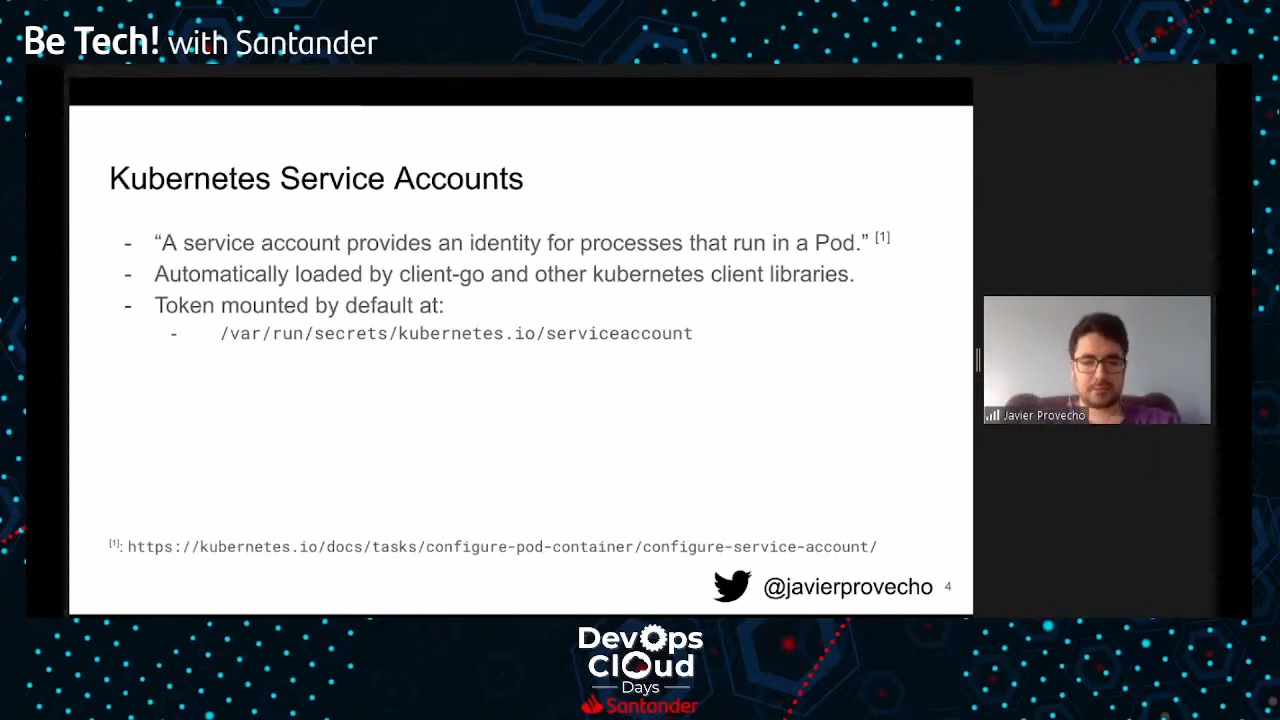 Be Tech! with Santander
Kubernetes Service Accounts
- “A service account provides an identity for processes that run in a Pod.” [1]
- Automatically loaded by client-go and other kubernetes client libraries.
- Token mounted by default at:
- /var/run/secrets/kubernetes.io/serviceaccount
[1]: https://kubernetes.io/docs/tasks/configure-pod-container/configure-service-account/
@javierprovecho 4
Javier Provecho
DevOps
Cloud
Days
Santander